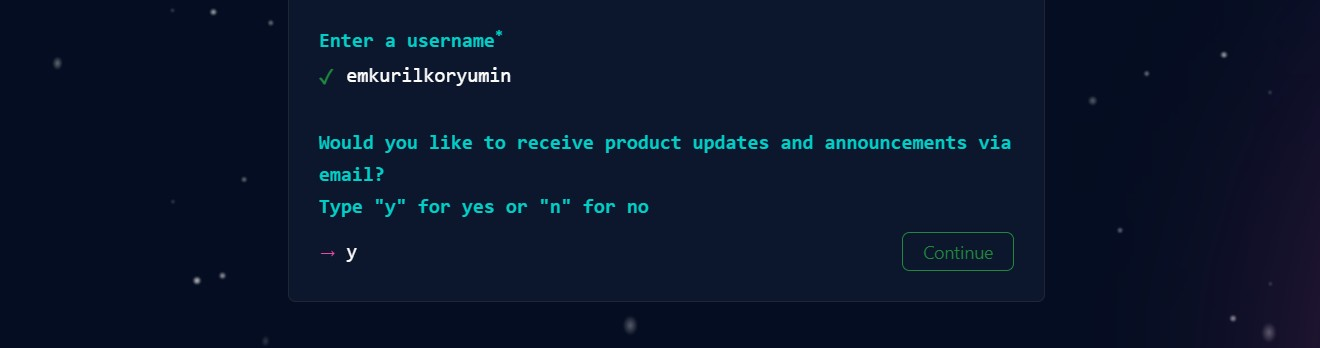 Enter a username*
✓ emkurilkoryumin
Would you like to receive product updates and announcements via
email?
Type "y" for yes or "n" for no
→ y
Continue